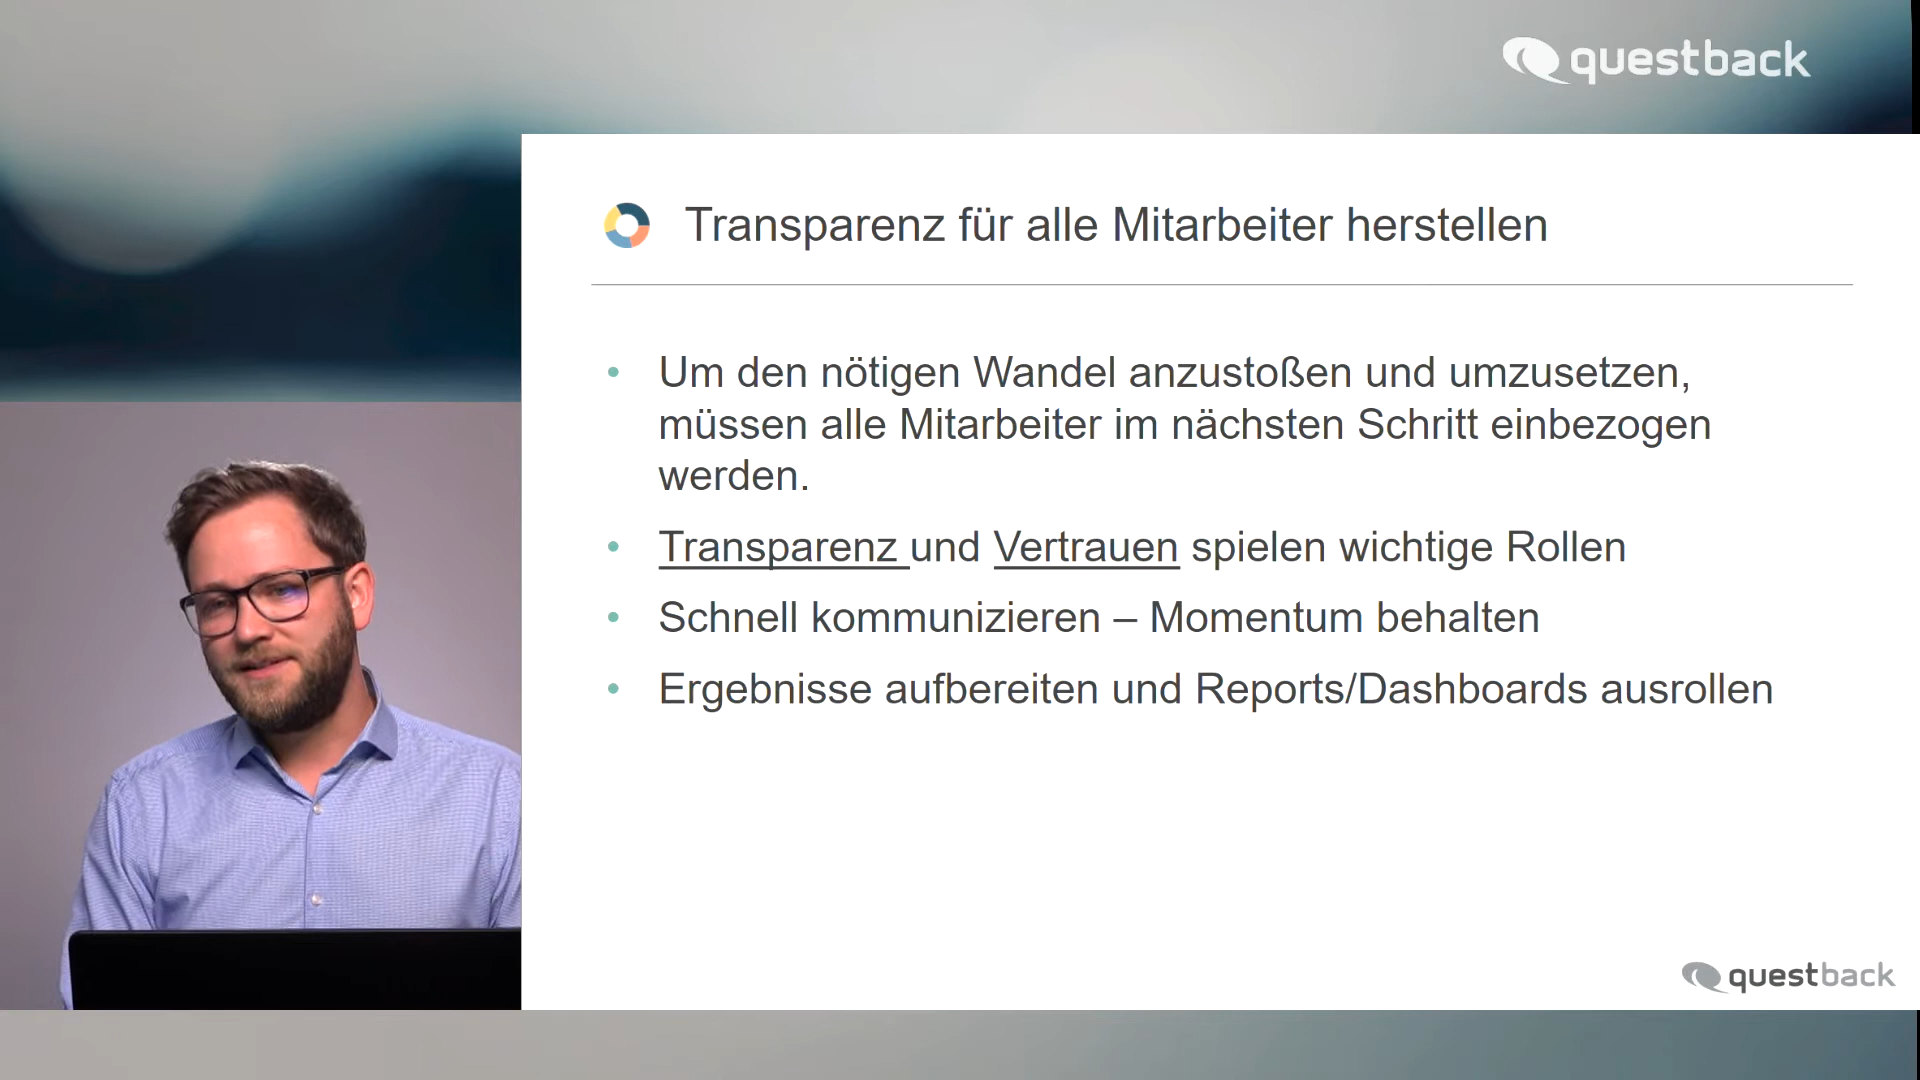 questback
Transparenz für alle Mitarbeiter herstellen
• Um den nötigen Wandel anzustoßen und umzusetzen,
müssen alle Mitarbeiter im nächsten Schritt einbezogen
werden.
• Transparenz und Vertrauen spielen wichtige Rollen
• Schnell kommunizieren – Momentum behalten
• Ergebnisse aufbereiten und Reports/Dashboards ausrollen
questback